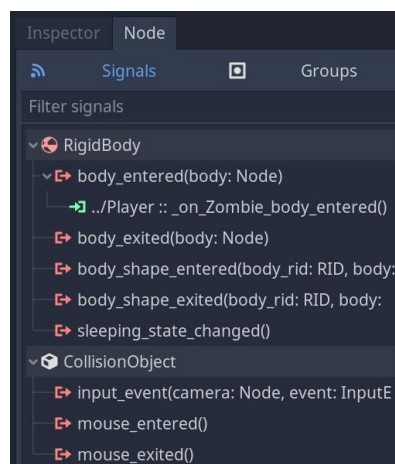 Inspector Node
Signals Groups
Filter signals
RigidBody
body_entered(body: Node)
../Player :: _on_Zombie_body_entered()
body_exited(body: Node)
body_shape_entered(body_rid: RID, body:
body_shape_exited(body_rid: RID, body:
sleeping_state_changed()
CollisionObject
input_event(camera: Node, event: InputE
mouse_entered()
mouse_exited()